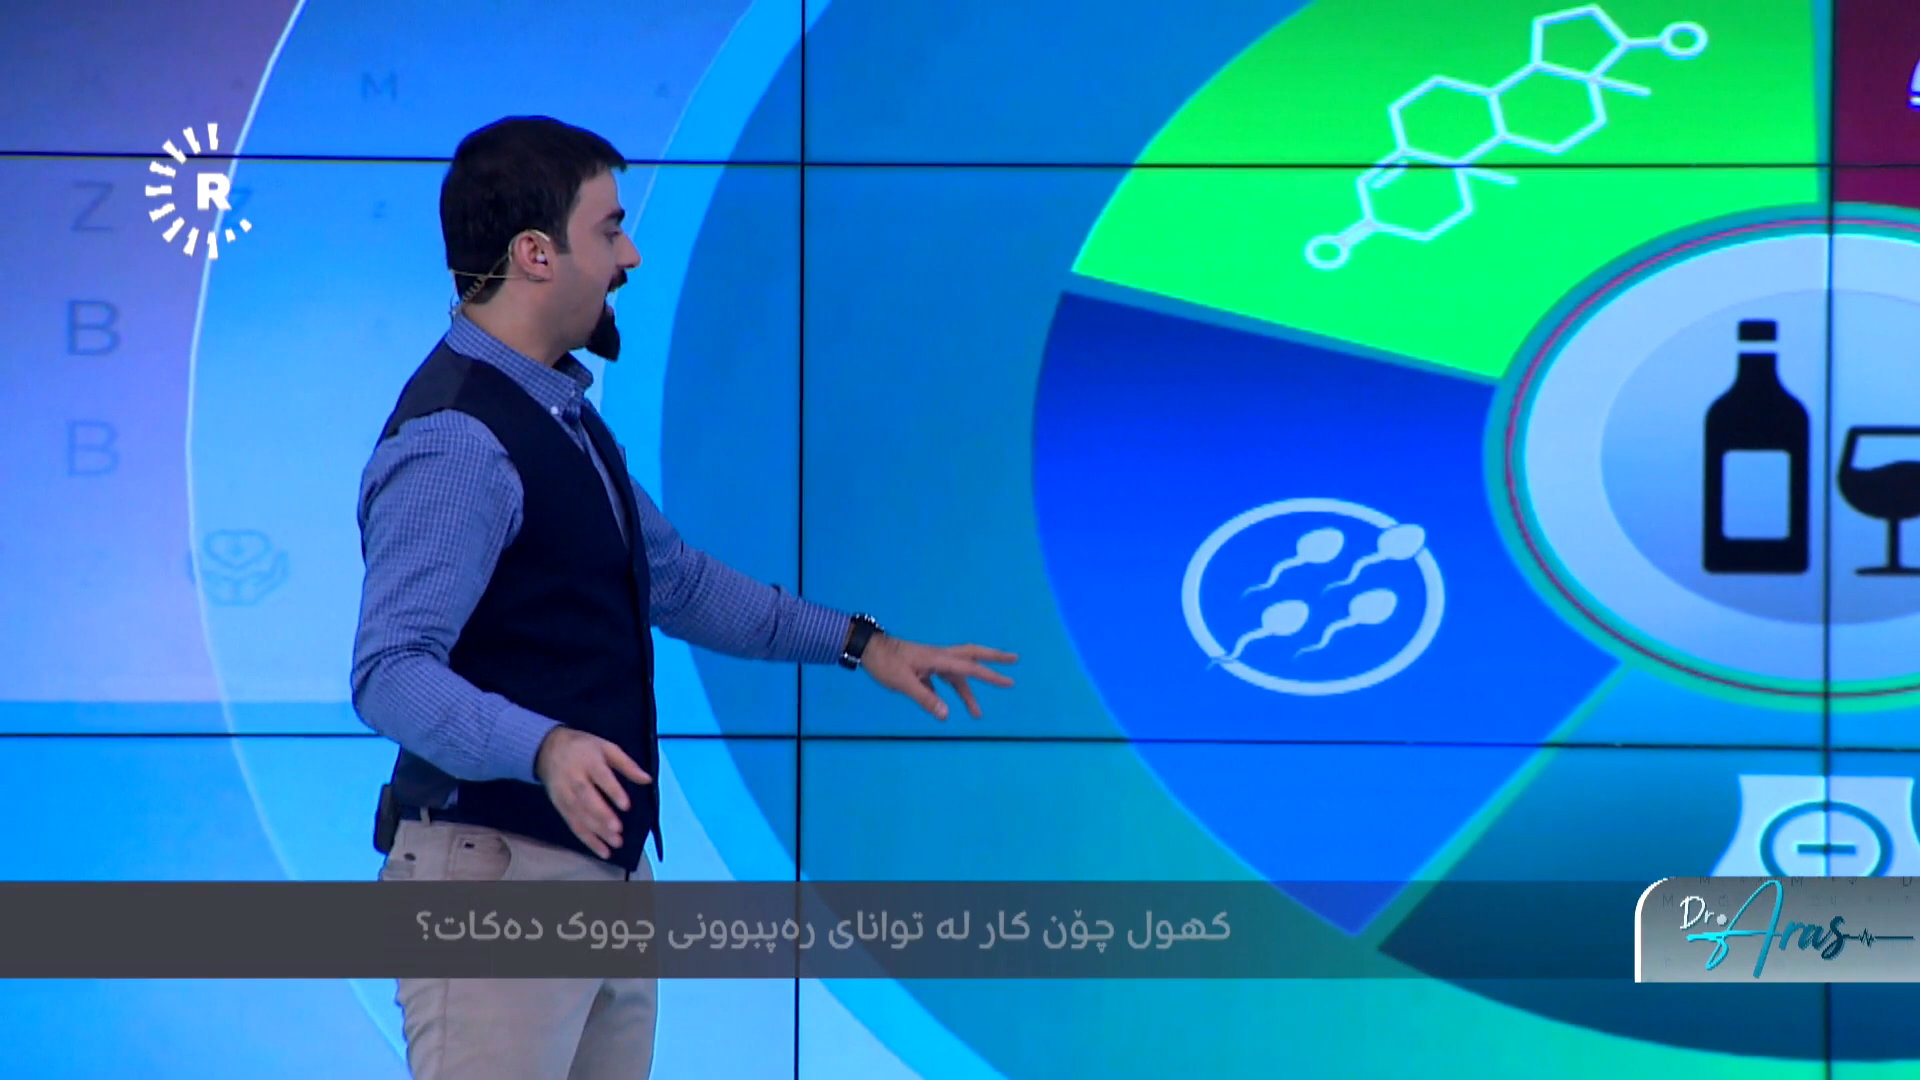 M
Z
Z
B
B
R
کهول چۆن کار لە توانای ڕەپبوونی چووک دەکات؟
Dr. Aras